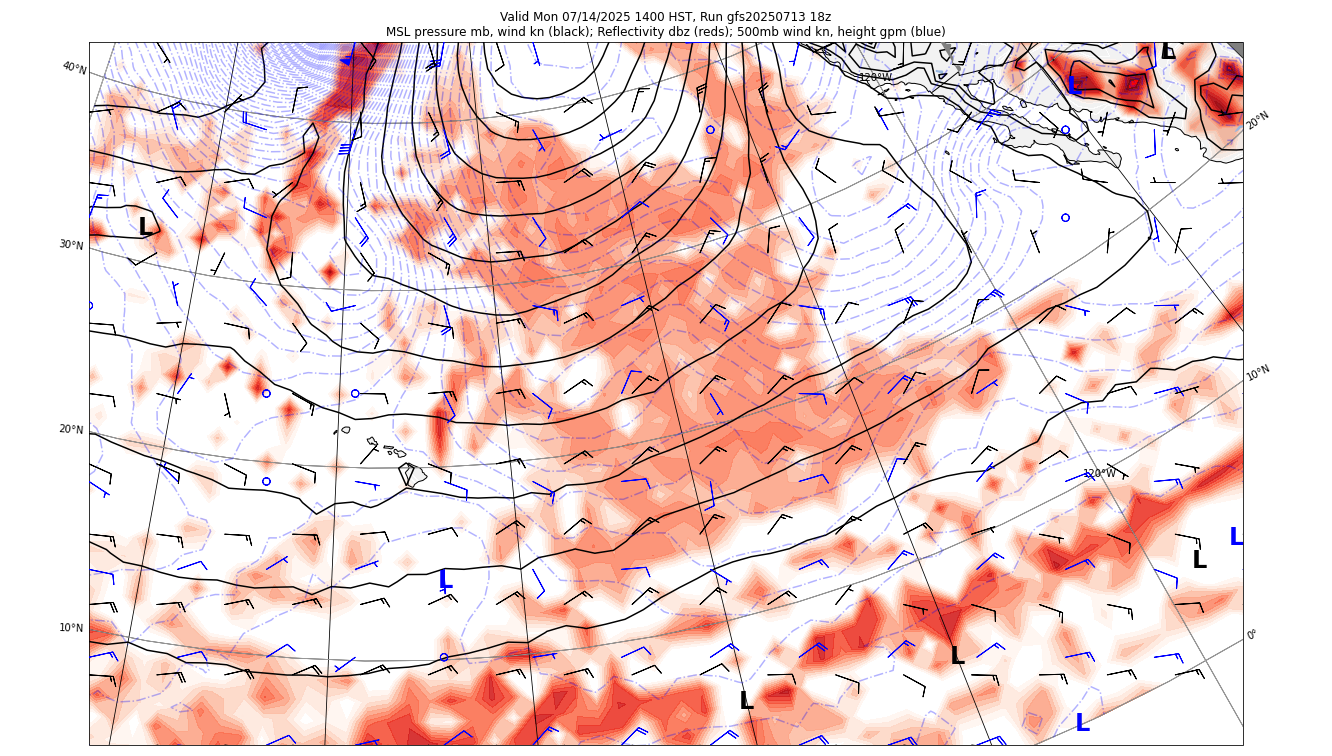 Valid Mon 07/14/2025 1400 HST, Run gfs20250713 18z
MSL pressure mb, wind kn (black); Reflectivity dbz (reds); 500mb wind kn, height gpm (blue)
L
40°N
120°W
L
20°N
L
30°N
10°N
20°N
120°W
L
L
L
10°N
0°
L
L
L